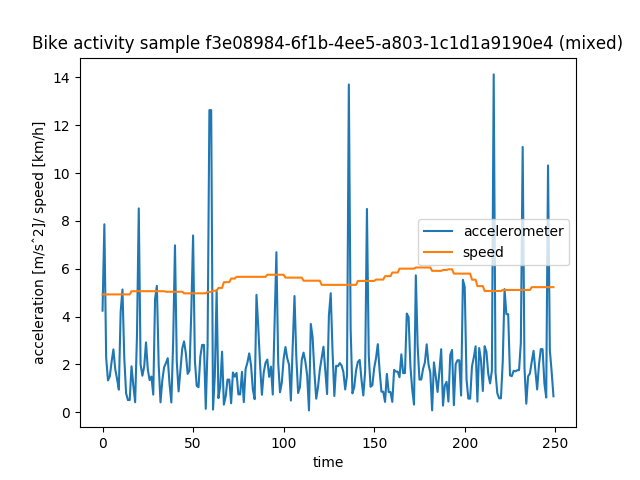 Bike activity sample f3e08984-6f1b-4ee5-a803-1c1d1a9190e4 (mixed)
acceleration [m/s^2]/ speed [km/h]
14
12
10
8
6
4
2
0
accelerometer
speed
0 50 100 150 200 250
time